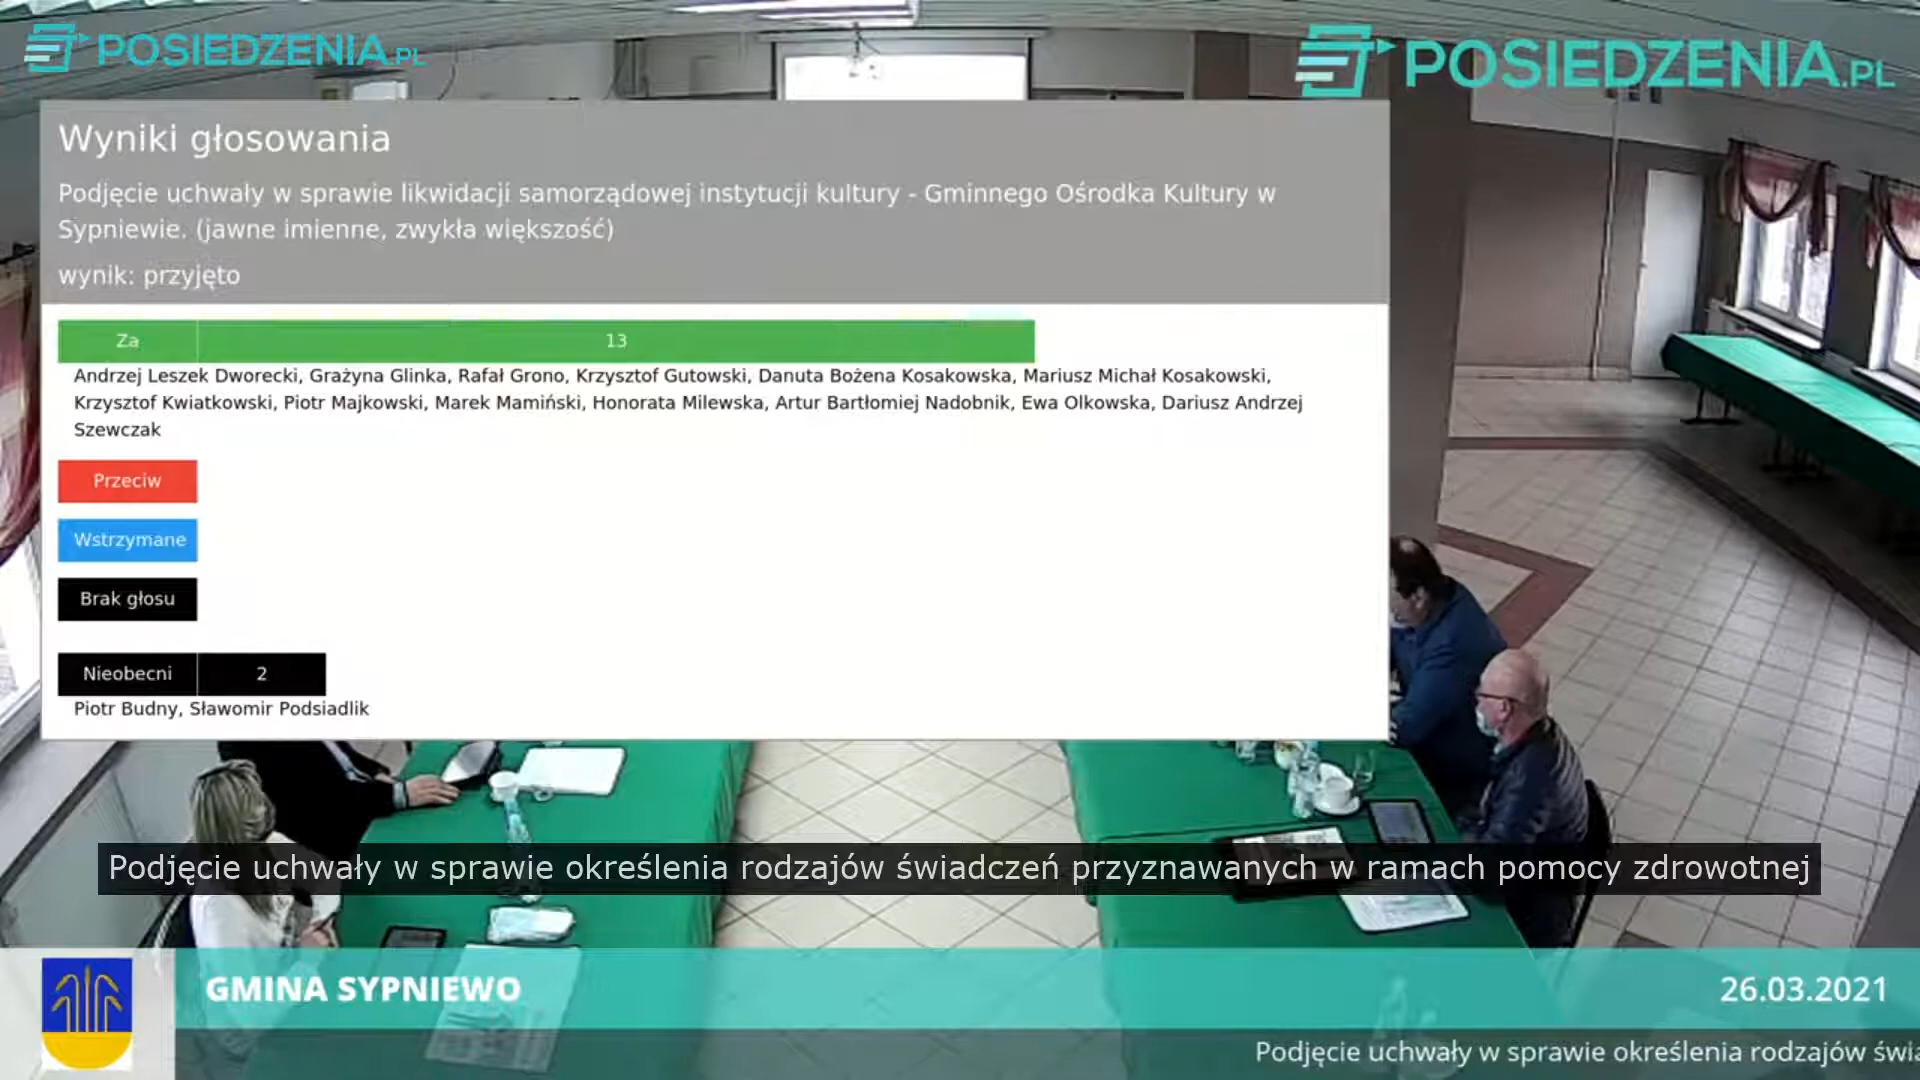 POSIEDZENIA.PL
POSIEDZENIA.PL
Wyniki głosowania
Podjęcie uchwały w sprawie likwidacji samorządowej instytucji kultury - Gminnego Ośrodka Kultury w
Sypniewie. (jawne imienne, zwykła większość)
wynik: przyjęto
Za 13
Andrzej Leszek Dworecki, Grażyna Glinka, Rafał Grono, Krzysztof Gutowski, Danuta Bożena Kosakowska, Mariusz Michał Kosakowski,
Krzysztof Kwiatkowski, Piotr Majkowski, Marek Mamiński, Honorata Milewska, Artur Bartłomiej Nadobnik, Ewa Olkowska, Dariusz Andrzej
Szewczak
Przeciw
Wstrzymane
Brak głosu
Nieobecni 2
Piotr Budny, Sławomir Podsiadlik
Podjęcie uchwały w sprawie określenia rodzajów świadczeń przyznawanych w ramach pomocy zdrowotnej
GMINA SYPNIEWO
26.03.2021
Podjęcie uchwały w sprawie określenia rodzajów świa